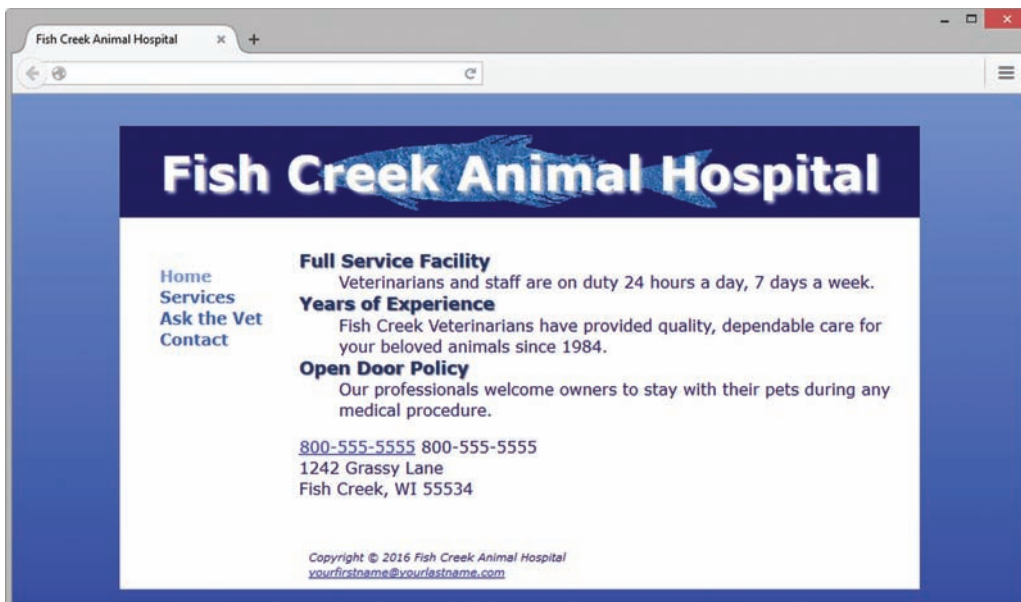 Fish Creek Animal Hospital
Fish Creek Animal Hospital
Home
Services
Ask the Vet
Contact
Full Service Facility
Veterinarians and staff are on duty 24 hours a day, 7 days a week.
Years of Experience
Fish Creek Veterinarians have provided quality, dependable care for
your beloved animals since 1984.
Open Door Policy
Our professionals welcome owners to stay with their pets during any
medical procedure.
800-555-5555 800-555-5555
1242 Grassy Lane
Fish Creek, WI 55534
Copyright © 2016 Fish Creek Animal Hospital
yourfirstname@yourlastname.com